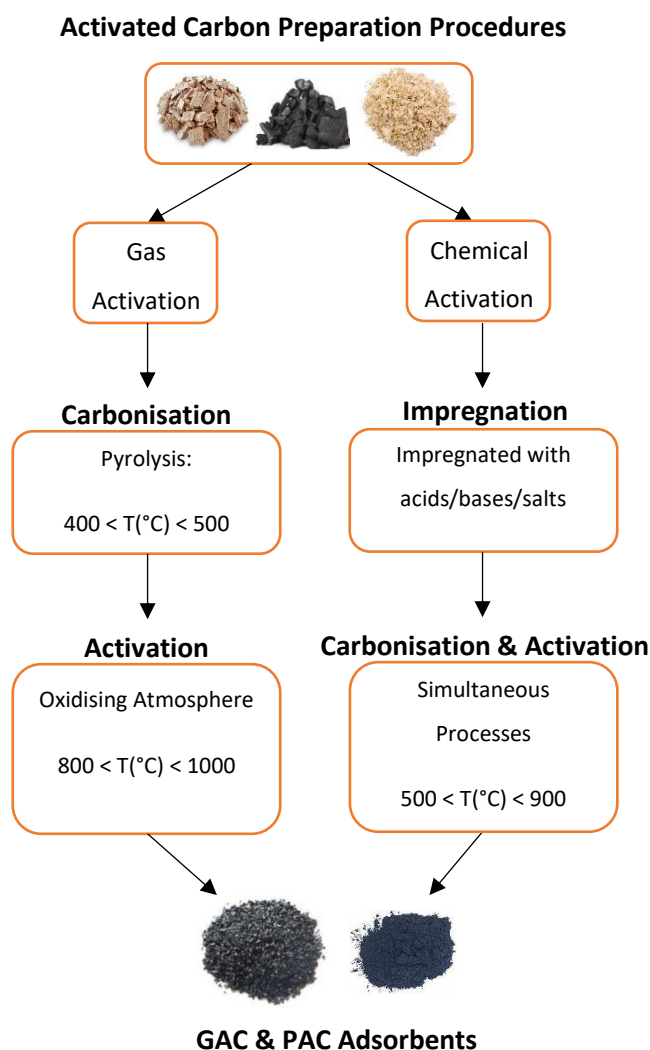 Activated Carbon Preparation Procedures
Gas
Activation
Chemical
Activation
Carbonisation
Pyrolysis:
400 < T(°C) < 500
Impregnation
Impregnated with
acids/bases/salts
Activation
Oxidising Atmosphere
800 < T(°C) < 1000
Carbonisation & Activation
Simultaneous
Processes
500 < T(°C) < 900
GAC & PAC Adsorbents